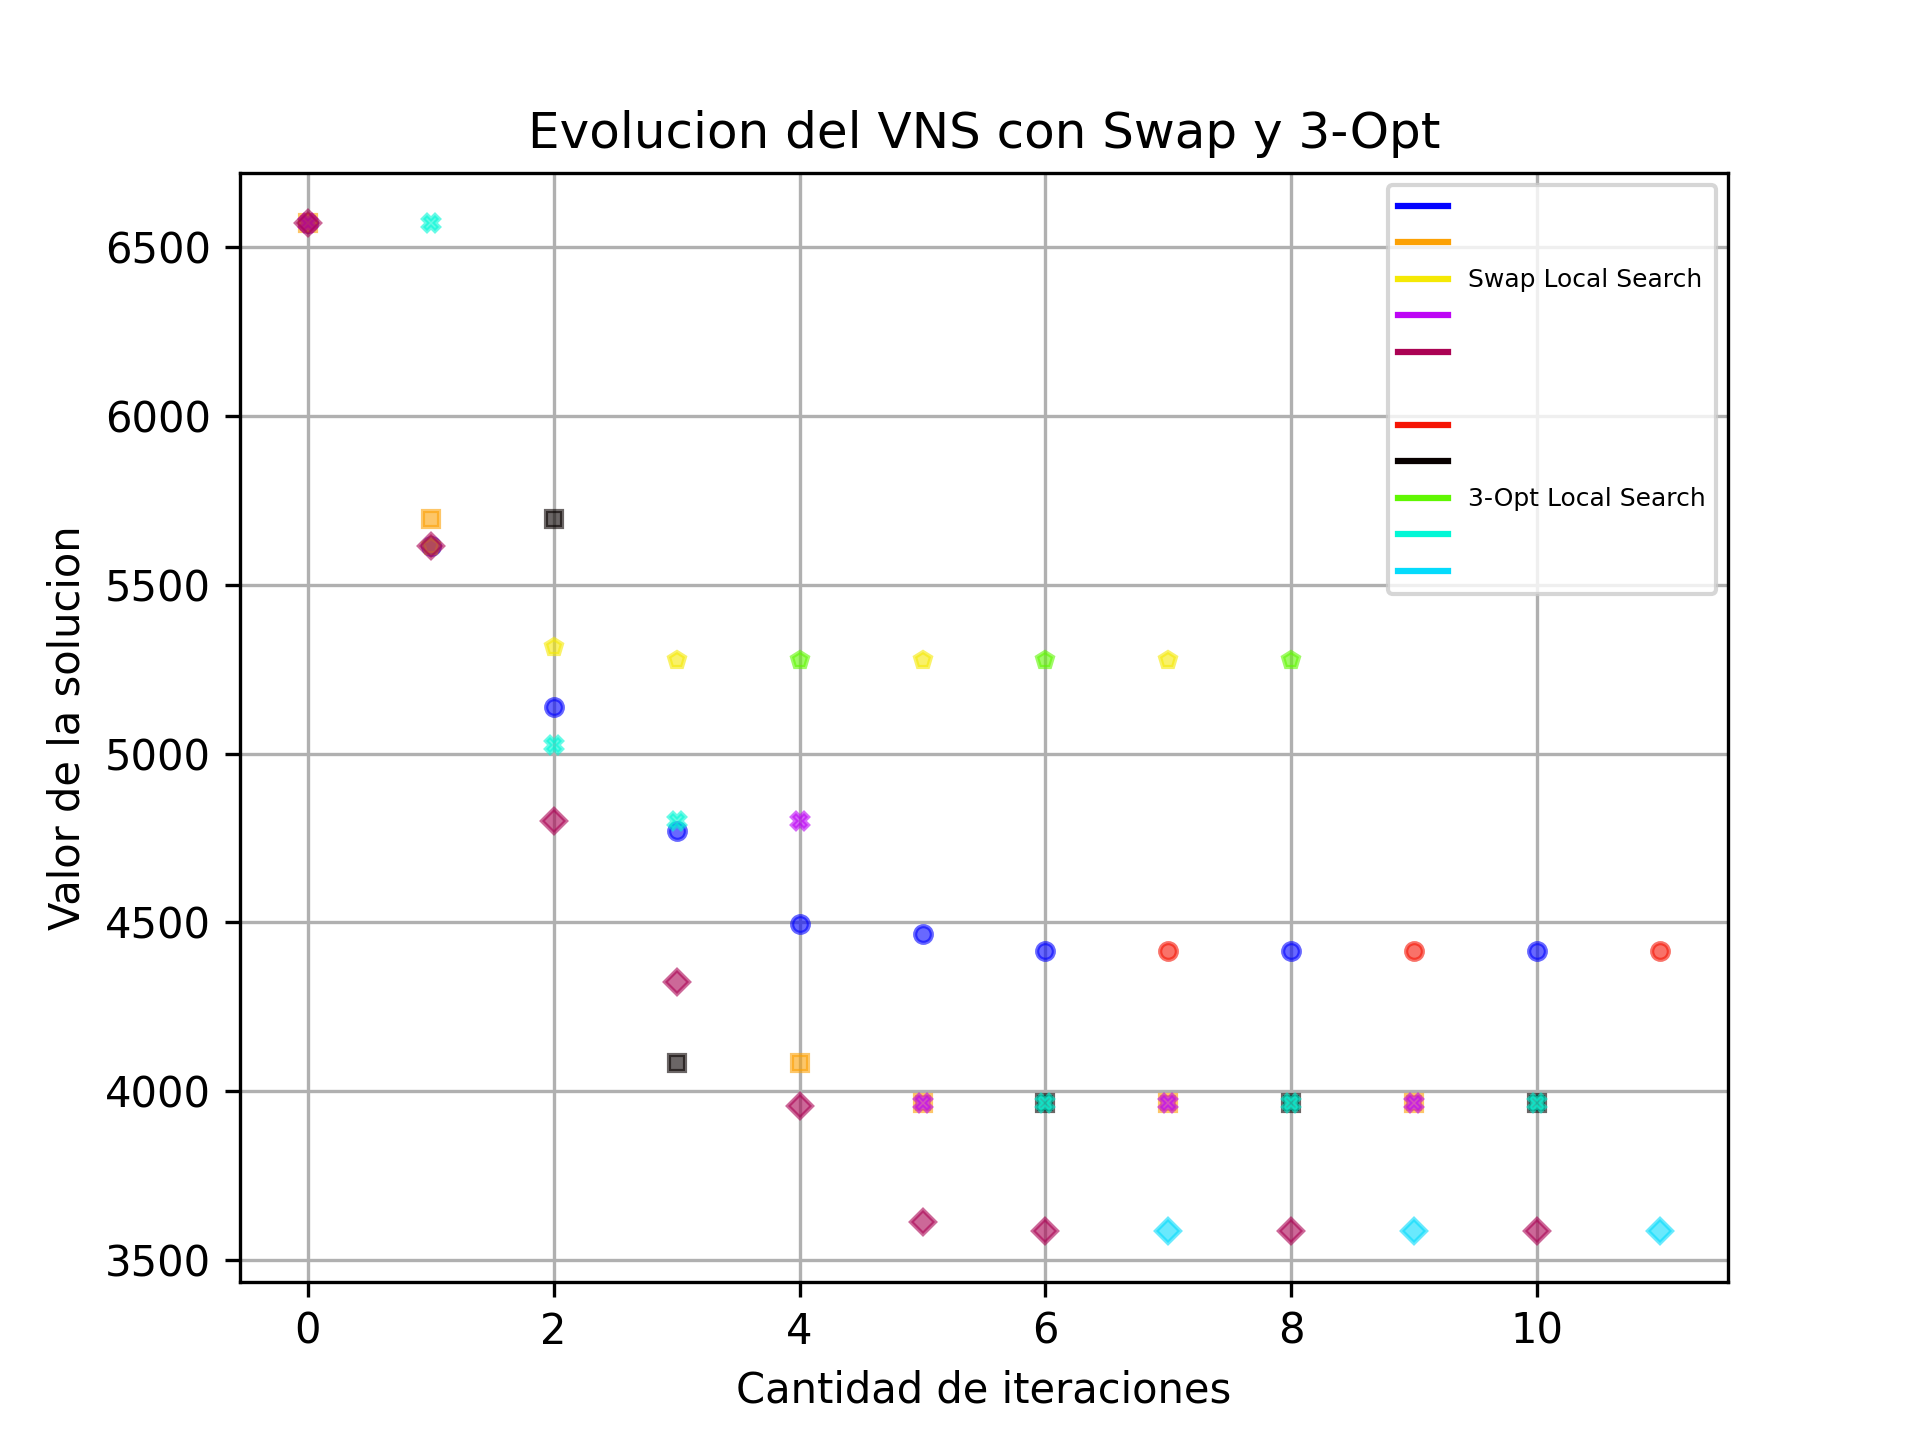 Evolucion del VNS con Swap y 3-Opt
Valor de la solucion
6500
6000
5500
5000
4500
4000
3500
Swap Local Search
3-Opt Local Search
0 2 4 6 8 10
Cantidad de iteraciones